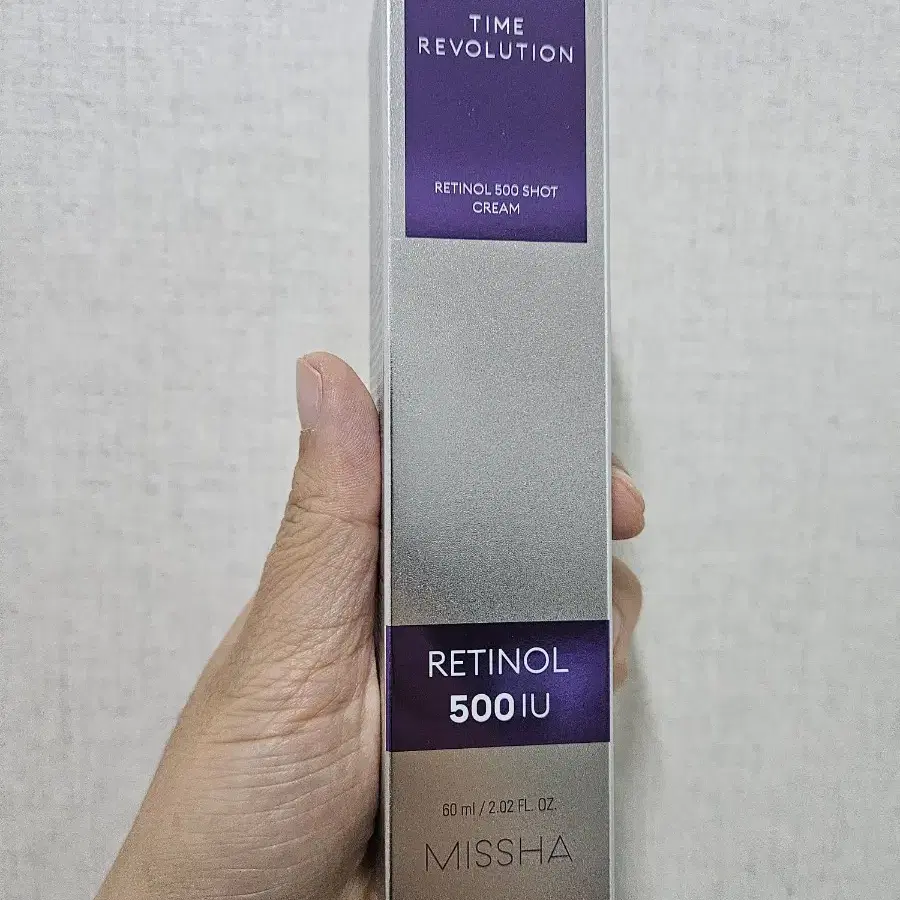 TIME
REVOLUTION
RETINOL 500 SHOT
CREAM
RETINOL
500 IU
60 ml / 2.02 FL. OZ.
MISSHA